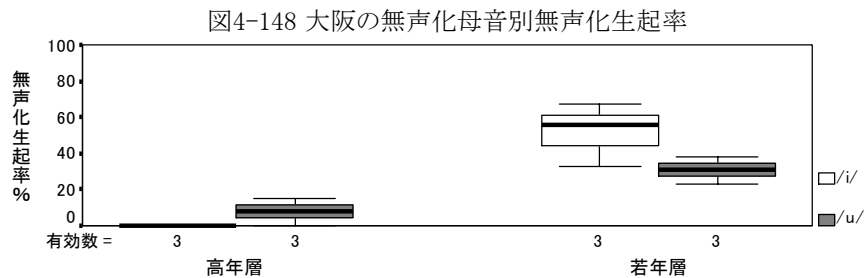 図4-148 大阪の無声化母音別無声化生起率
無声化生起率%
100
80
60
40
20
0
/i/
/u/
有効数 = 3 3 3 3
高年層 若年層